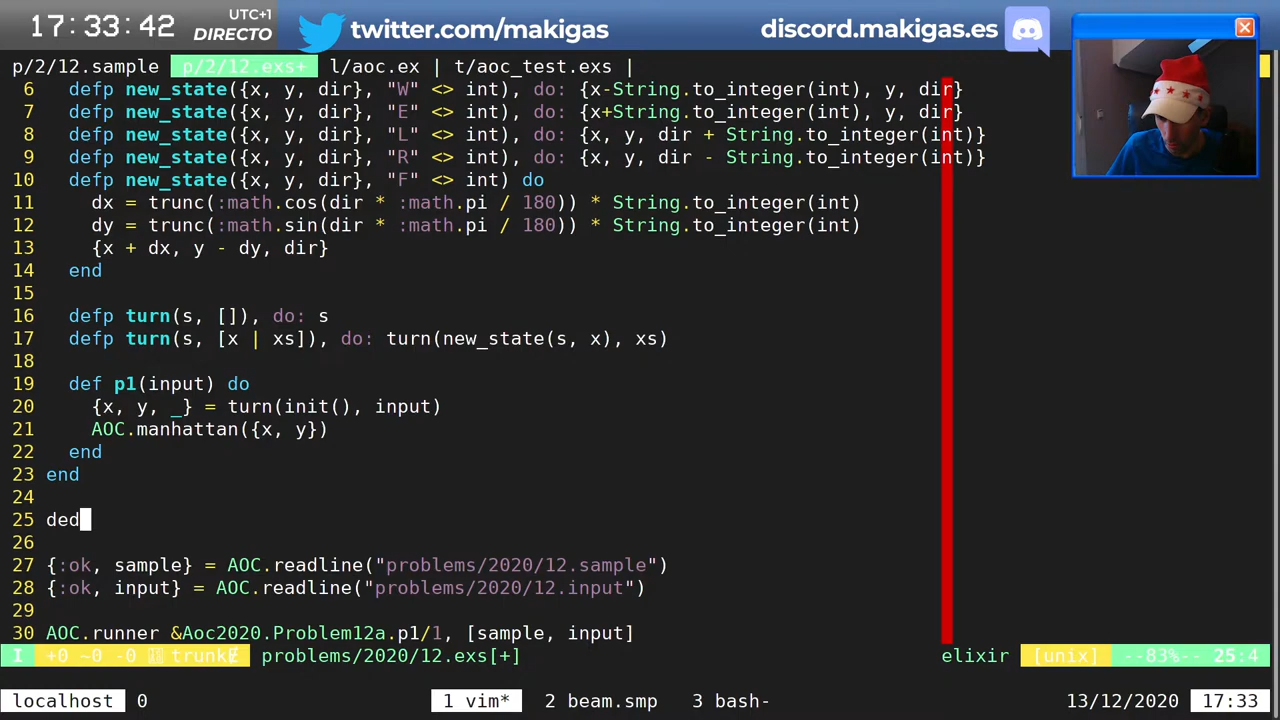 17:33:42 UTC+1 DIRECTO twitter.com/makigas discord.makigas.es
p/2/12.sample p/2/12.exs+ l/aoc.ex | t/aoc_test.exs |
6 defp new_state({x, y, dir}, "W" <> int), do: {x-String.to_integer(int), y, dir}
7 defp new_state({x, y, dir}, "E" <> int), do: {x+String.to_integer(int), y, dir}
8 defp new_state({x, y, dir}, "L" <> int), do: {x, y, dir + String.to_integer(int)}
9 defp new_state({x, y, dir}, "R" <> int), do: {x, y, dir - String.to_integer(int)}
10 defp new_state({x, y, dir}, "F" <> int) do
11 dx = trunc(:math.cos(dir * :math.pi / 180)) * String.to_integer(int)
12 dy = trunc(:math.sin(dir * :math.pi / 180)) * String.to_integer(int)
13 {x + dx, y - dy, dir}
14 end
15
16 defp turn(s, []), do: s
17 defp turn(s, [x | xs]), do: turn(new_state(s, x), xs)
18
19 def p1(input) do
20 {x, y, _} = turn(init(), input)
21 AOC.manhattan({x, y})
22 end
23 end
24
25 ded
26
27 {:ok, sample} = AOC.readline("problems/2020/12.sample")
28 {:ok, input} = AOC.readline("problems/2020/12.input")
29
30 AOC.runner &Aoc2020.Problem12a.p1/1, [sample, input]
I +0 ~0 -0 trunk problems/2020/12.exs[+] elixir [unix] --83%-- 25:4
localhost 0 1 vim* 2 beam.smp 3 bash- 13/12/2020 17:33